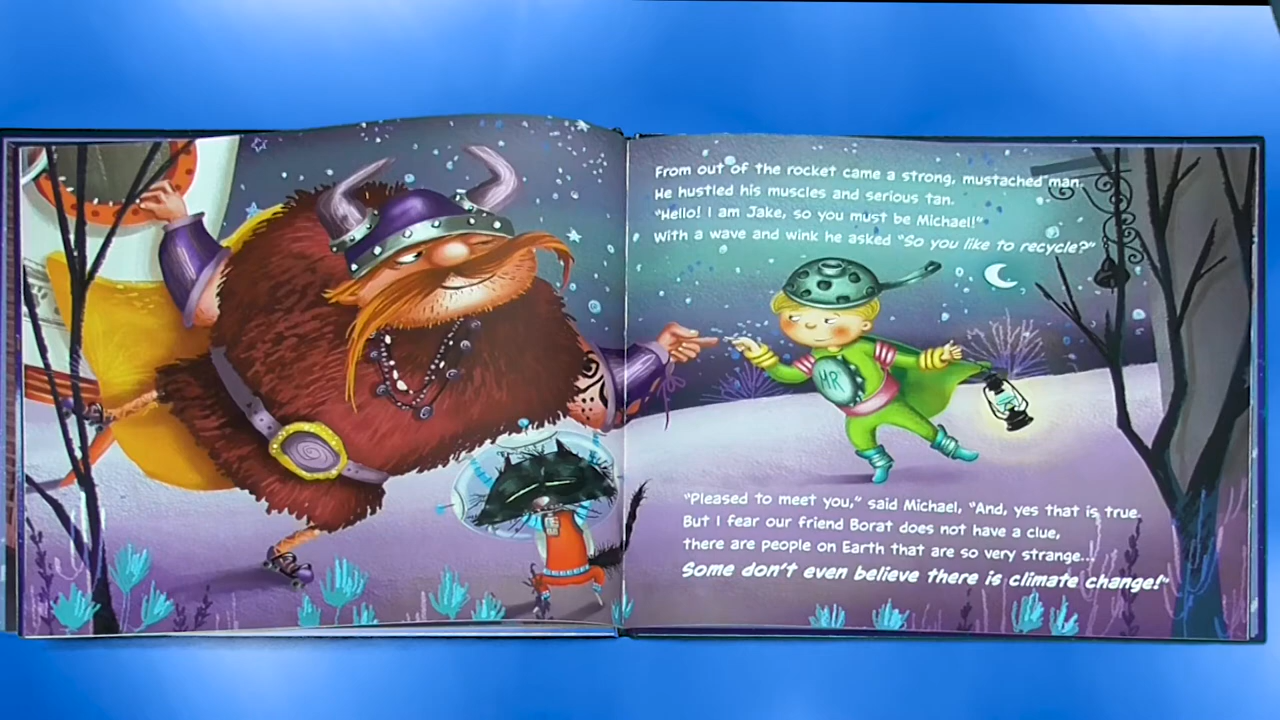 From out of the rocket came a strong, mustached man.
He hustled his muscles and serious tan.
"Hello! I am Jake, so you must be Michael!"
With a wave and wink he asked "So you like to recycle?"
MR
"Pleased to meet you," said Michael, "And, yes that is true.
But I fear our friend Borat does not have a clue,
there are people on Earth that are so very strange...
Some don't even believe there is climate change!"